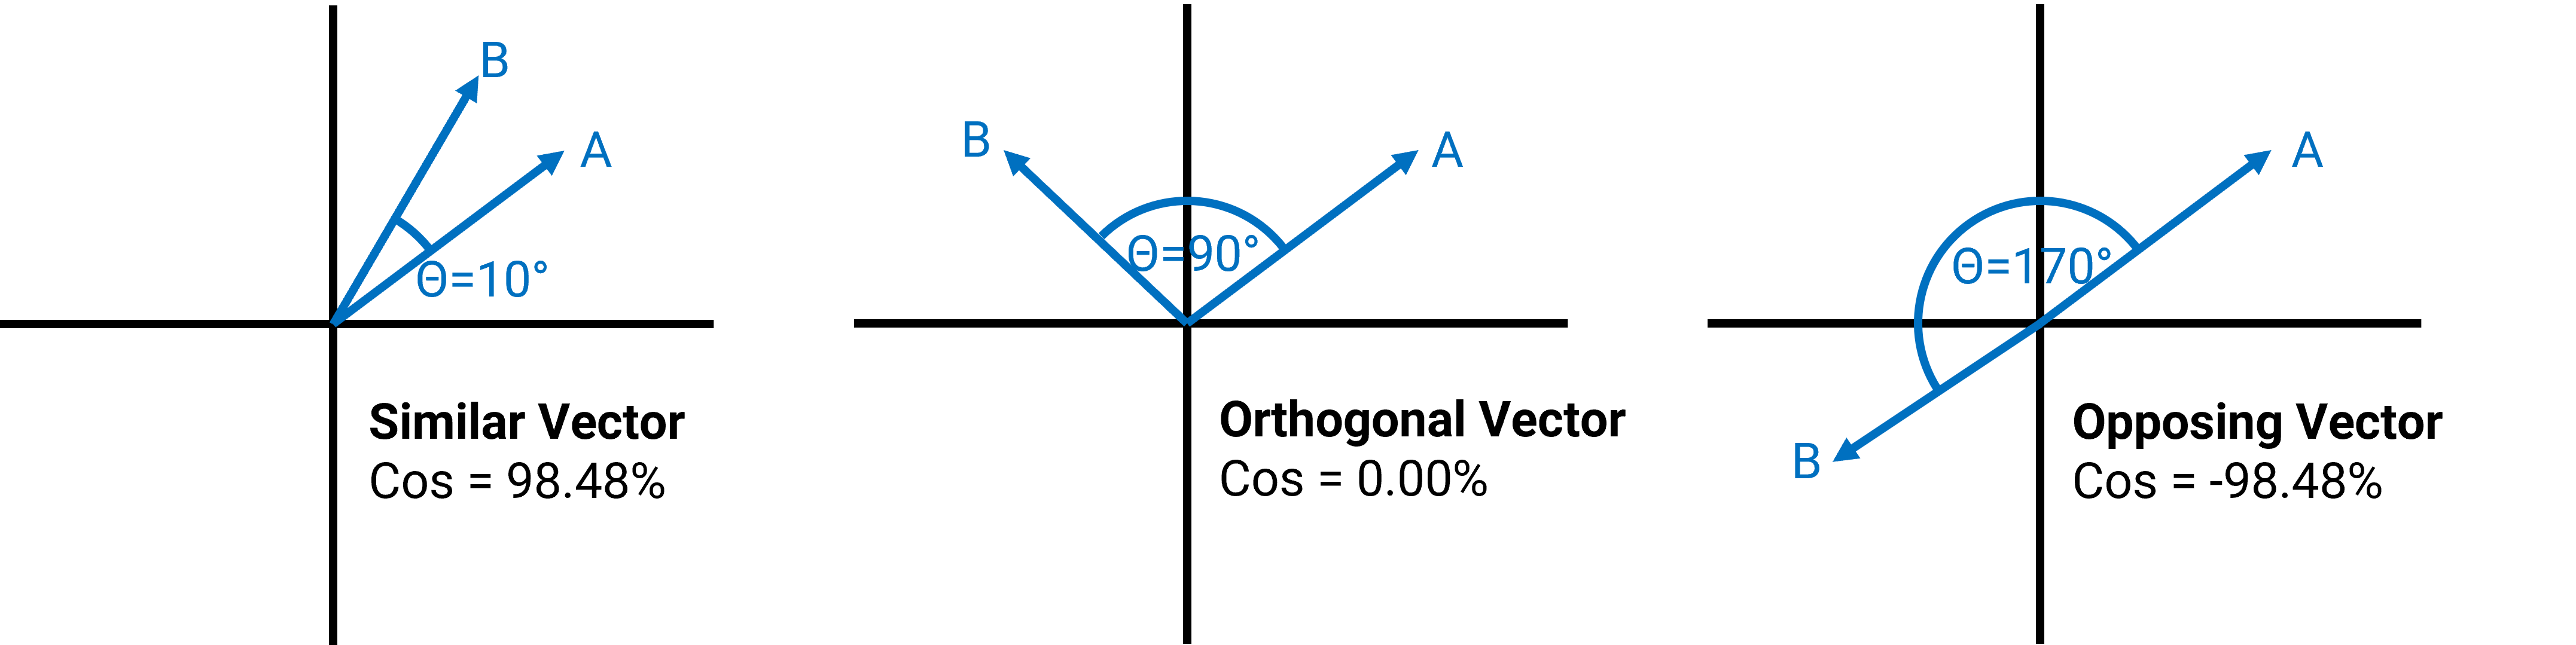 B
A
Θ=10°
Similar Vector
Cos = 98.48%
B
A
Θ=90°
Orthogonal Vector
Cos = 0.00%
A
Θ=170°
B
Opposing Vector
Cos = -98.48%